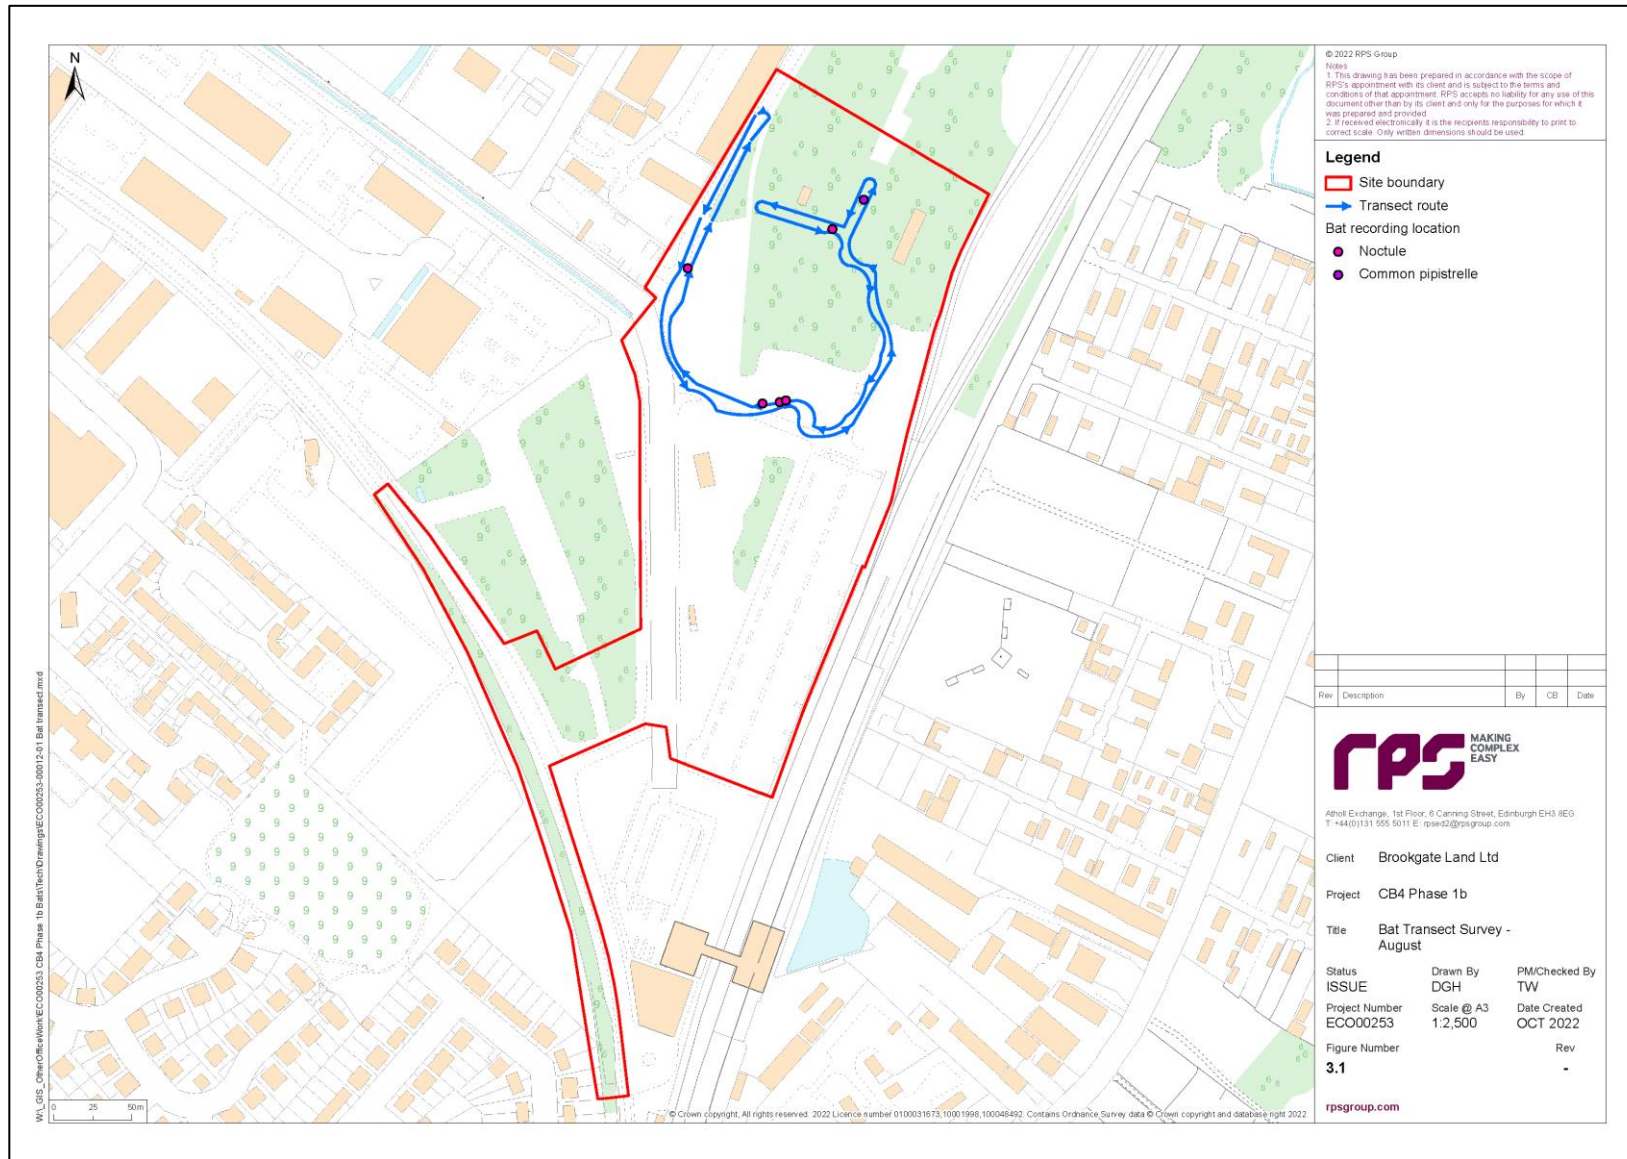 N
© 2022 RPS Group
Notes
1. This drawing has been prepared in accordance with the scope of
RPS's appointment with its client and is subject to the terms and
conditions of that appointment. RPS accepts no liability for any use of this
document other than by its client and only for the purposes for which it
was prepared and provided.
2. If received electronically it is the recipients responsibility to print to
correct scale. Only written dimensions should be used.
Legend
Site boundary
Transect route
Bat recording location
Noctule
Common pipistrelle
Rev Description By CB Date
rps MAKING
COMPLEX
EASY
Atholl Exchange, 1st Floor, 6 Canning Street, Edinburgh EH3 8EG
T: +44(0)131 555 5011 E: rpsed2@rpsgroup.com
Client Brookgate Land Ltd
Project CB4 Phase 1b
Title Bat Transect Survey -
August
Status Drawn By PM/Checked By
ISSUE DGH TW
Project Number Scale @ A3 Date Created
ECO00253 1:2,500 OCT 2022
Figure Number Rev
3.1 -
rpsgroup.com
0 25 50m
© Crown copyright, All rights reserved. 2022 Licence number 0100031673,10001998,100048492. Contains Ordnance Survey data © Crown copyright and database right 2022